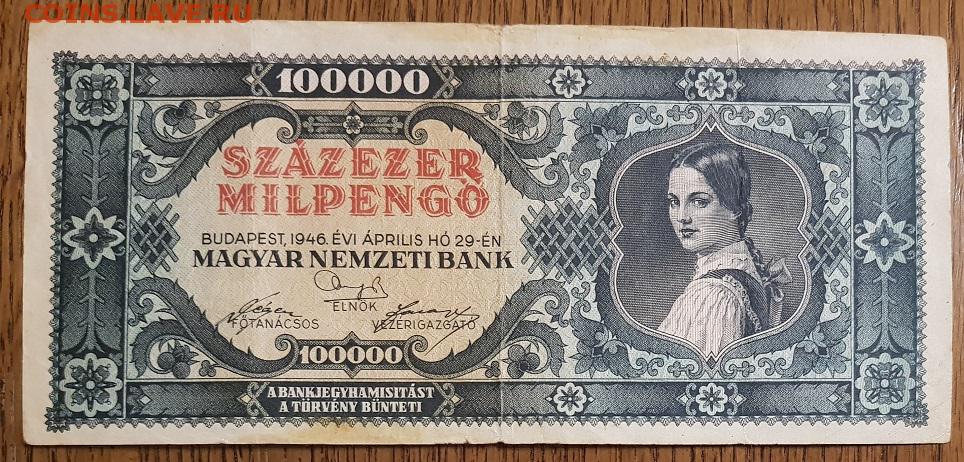 COINS.LAVE.RU
100000
SZÁZEZER
MILPENGŐ
BUDAPEST, 1946. ÉVI ÁPRILIS HÓ 29-ÉN
MAGYAR NEMZETI BANK
ELNÖK
FŐTANÁCSOS VEZÉRIGAZGATÓ
100000
A BANKJEGYHAMISITÁST
A TÖRVÉNY BÜNTETI